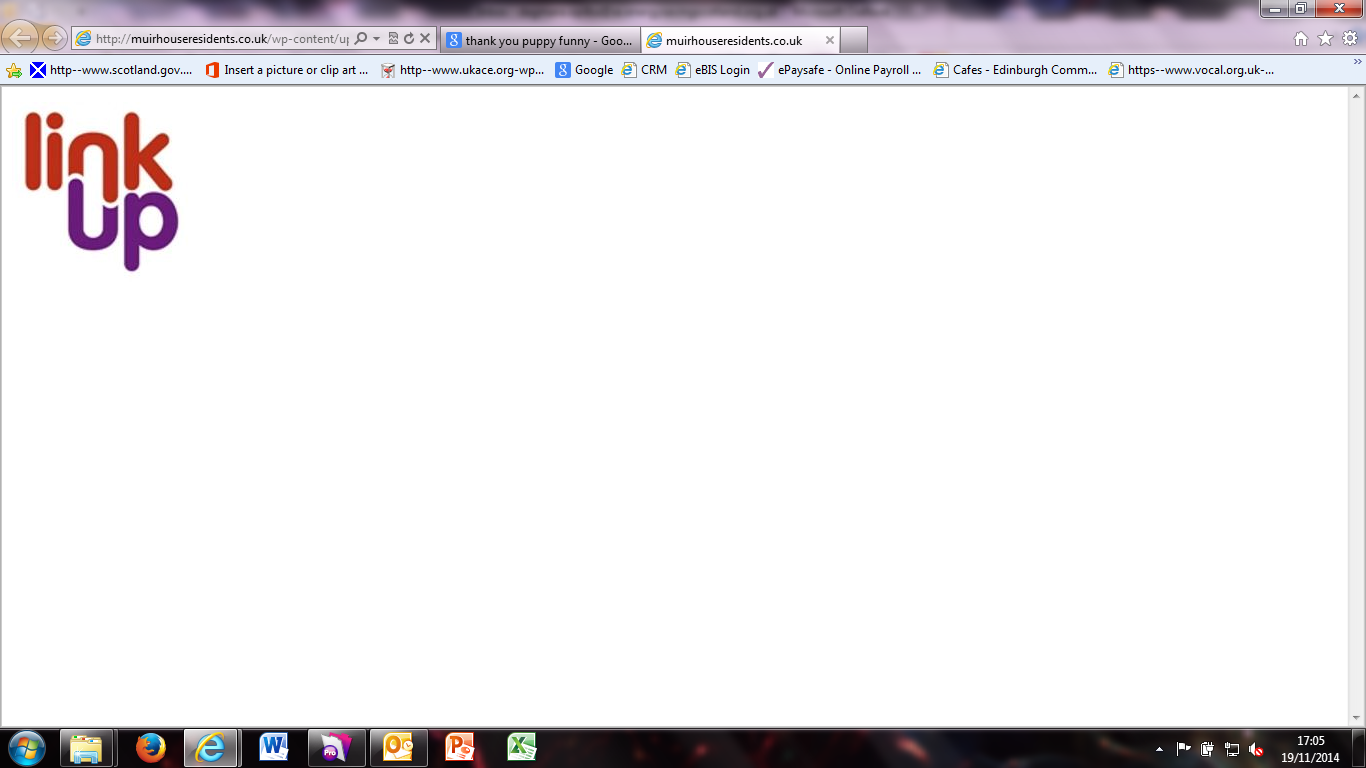 http://muirhouseresidents.co.uk/wp-content/up
thank you puppy funny - Goo...
muirhouseresidents.co.uk
http--www.scotland.gov....
Insert a picture or clip art ...
http--www.ukace.org-wp...
Google
CRM
eBIS Login
ePaysafe - Online Payroll ...
Cafes - Edinburgh Comm...
https--www.vocal.org.uk-...
link
up
Pro
17:05
19/11/2014